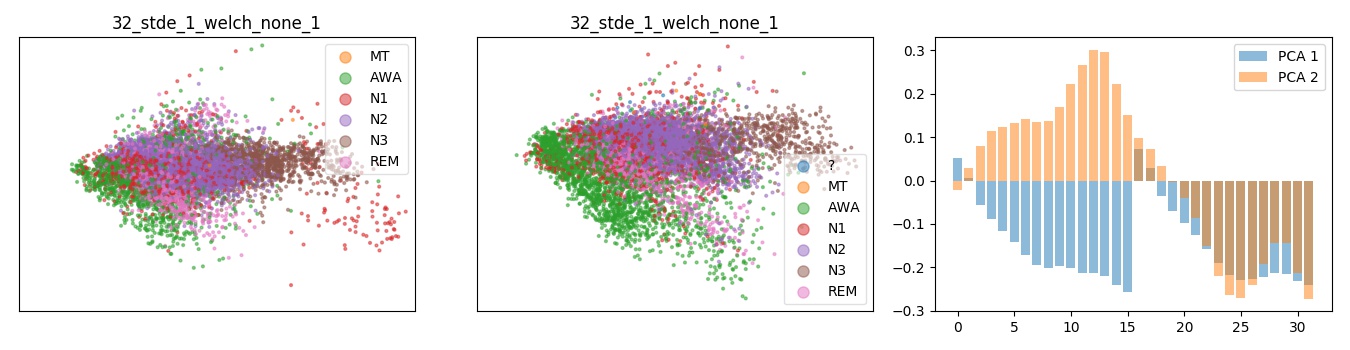 32_stde_1_welch_none_1
MT
AWA
N1
N2
N3
REM
32_stde_1_welch_none_1
?
MT
AWA
N1
N2
N3
REM
0.3
0.2
0.1
0.0
−0.1
−0.2
−0.3
0 5 10 15 20 25 30
PCA 1
PCA 2